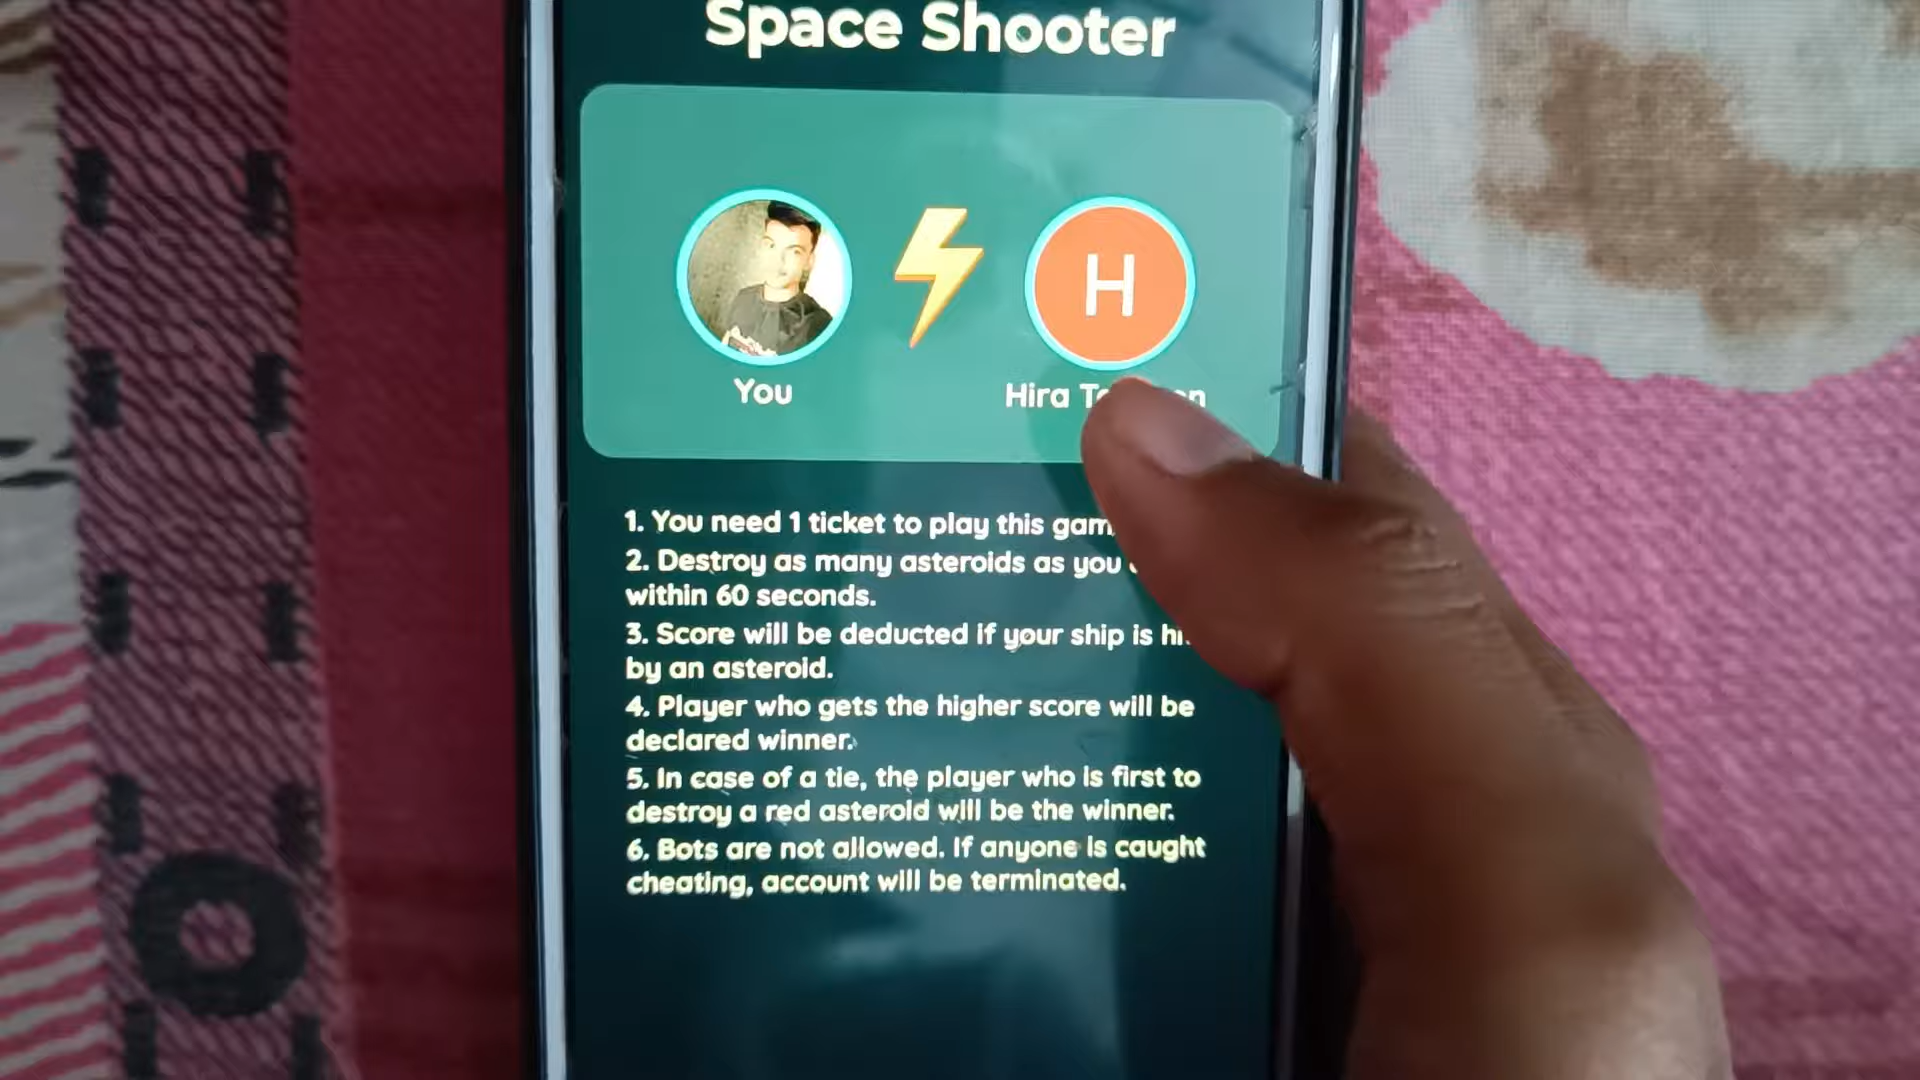 Space Shooter
H
You
Hira
1. You need 1 ticket to play this
2. Destroy as many asteroids as you
within 60 seconds.
3. Score will be deducted if your ship is
by an asteroid.
4. Player who gets the higher score will be
declared winner.
5. In case of a tie, the player who is first to
destroy a red asteroid will be the winner.
6. Bots are not allowed. If anyone is caught
cheating, account will be terminated.